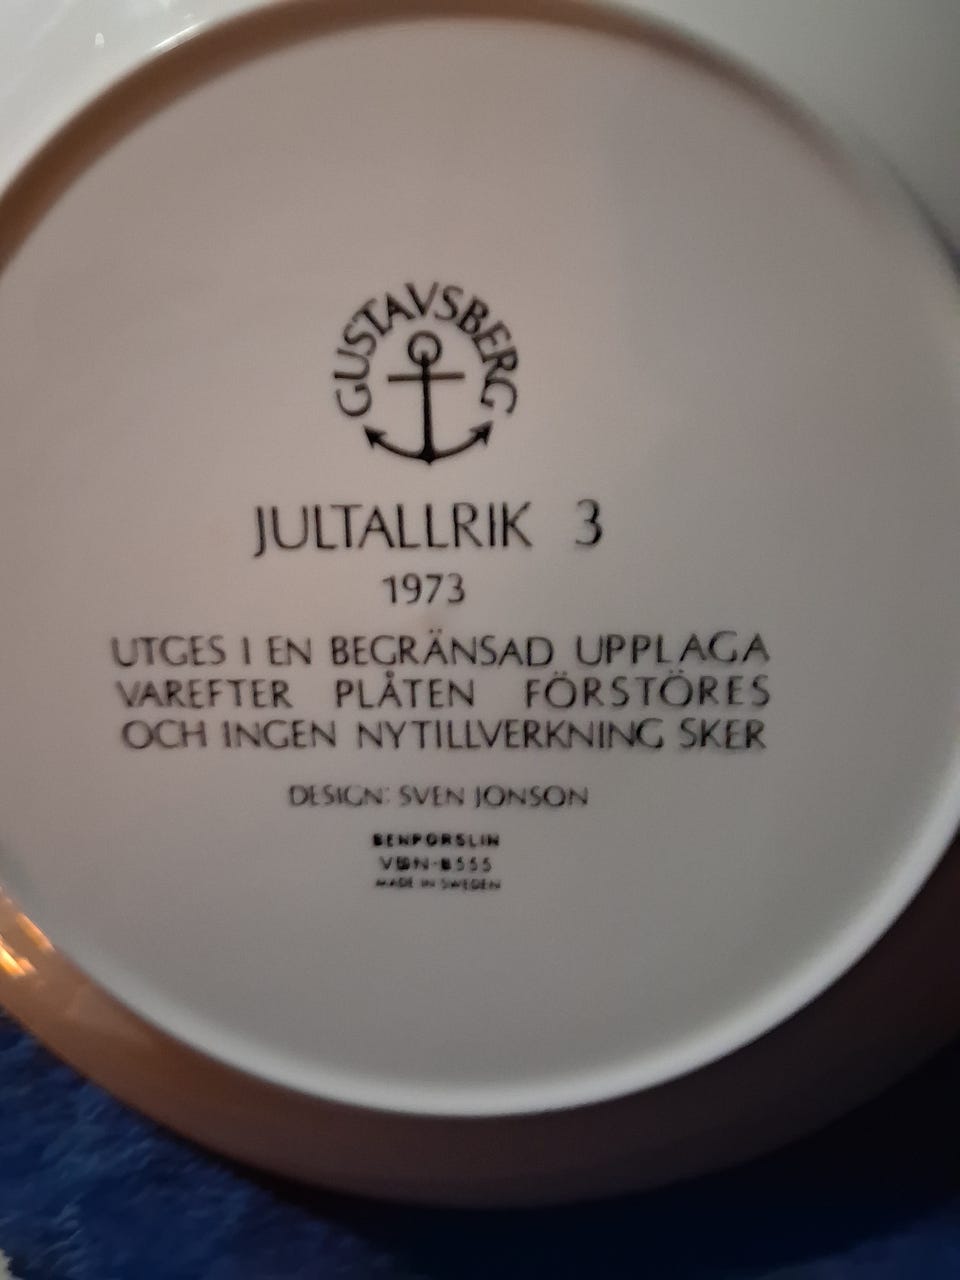 GUSTAVSBERG
JULTALLRIK 3
1973
UTGES I EN BEGRÄNSAD UPPLAGA
VAREFTER PLÅTEN FÖRSTÖRES
OCH INGEN NYTILLVERKNING SKER
DESIGN: SVEN JONSON
BENPORSLIN
MADE IN SWEDEN